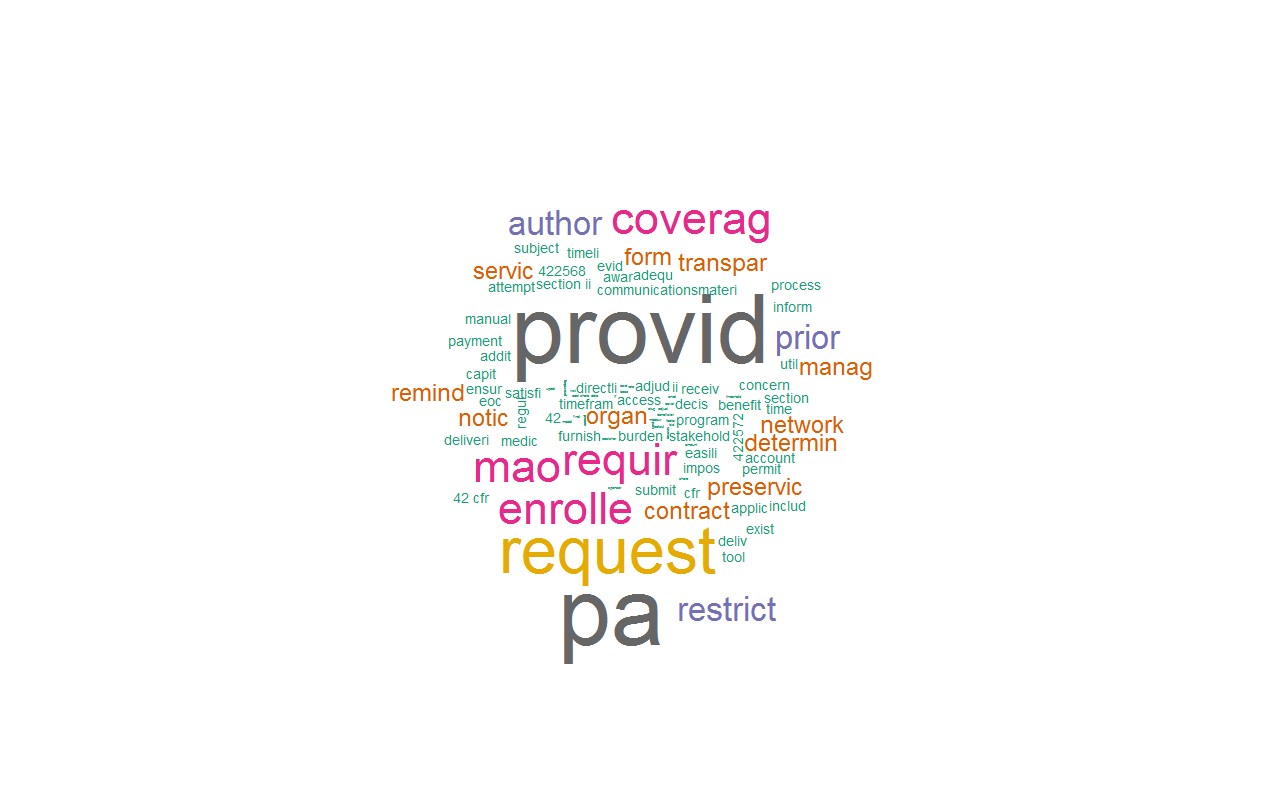 author coverag
subject timeli form transpar
servic 422568 evid awar adequ
attempt section ii communicationsmateri process
manual provid inform
payment prior
addit util manag
capit
remind ensur satisfi directli adjud ii receiv concern
eoc timefram access decis benefit section
notic regul 42 organ program time network
deliveri medic furnish burden stakehold 422572 determin
mao requir easili account
impos permit
42 cfr submit cfr preservic
enrolle contract applic includ
request deliv exist
tool
pa restrict